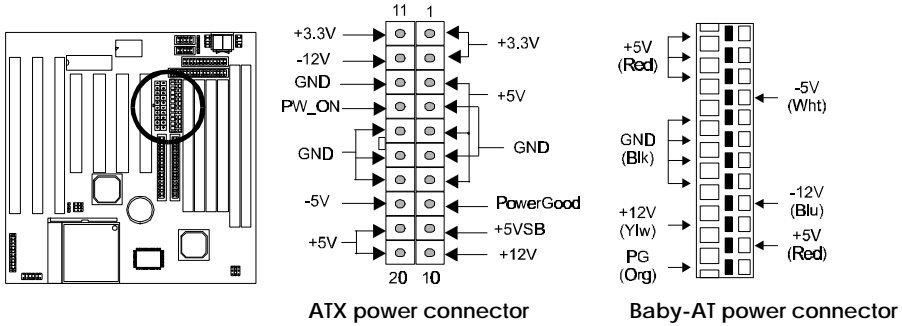 11 1
+3.3V
-12V
GND
PW_ON
GND
-5V
+5V
20 10
+3.3V
+5V
GND
PowerGood
+5VSB
+12V
ATX power connector
+5V
(Red)
GND
(Blk)
+12V
(Ylw)
PG
(Org)
-5V
(Wht)
-12V
(Blu)
+5V
(Red)
Baby-AT power connector